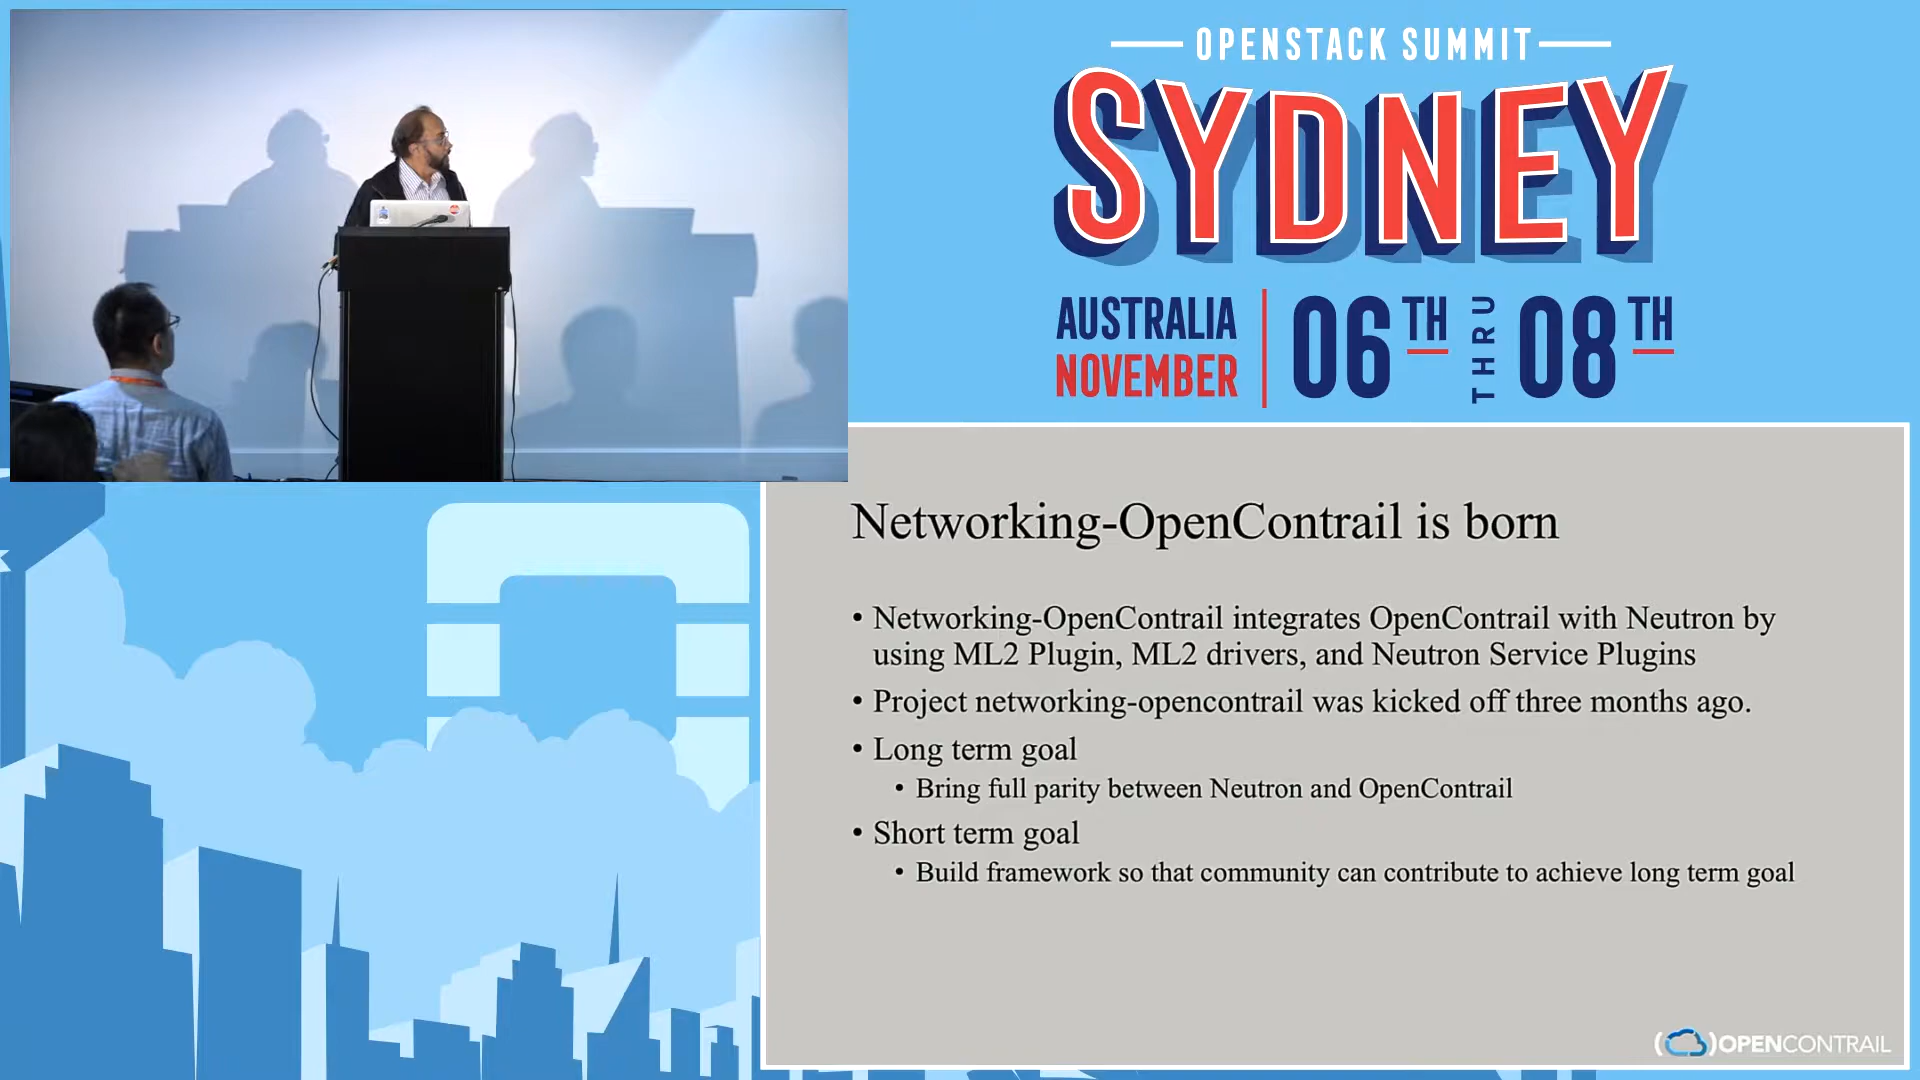 OPENSTACK SUMMIT
SYDNEY
AUSTRALIA
NOVEMBER
06TH THRU 08TH
Networking-OpenContrail is born
• Networking-OpenContrail integrates OpenContrail with Neutron by
using ML2 Plugin, ML2 drivers, and Neutron Service Plugins
• Project networking-opencontrail was kicked off three months ago.
• Long term goal
• Bring full parity between Neutron and OpenContrail
• Short term goal
• Build framework so that community can contribute to achieve long term goal
OPENCONTRAIL